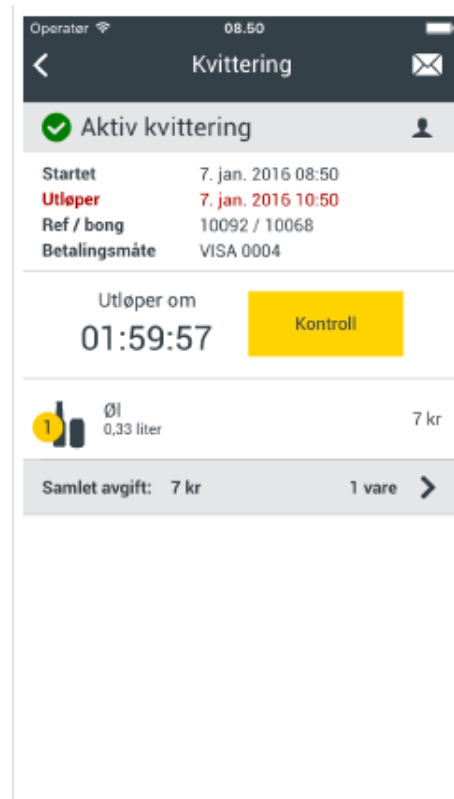 Operatør 08.50
Kvittering
Aktiv kvittering
Startet 7. jan. 2016 08:50
Utløper 7. jan. 2016 10:50
Ref / bong 10092 / 10068
Betalingsmåte VISA 0004
Utløper om
01:59:57
Kontroll
1 Øl 7 kr
0,33 liter
Samlet avgift: 7 kr 1 vare